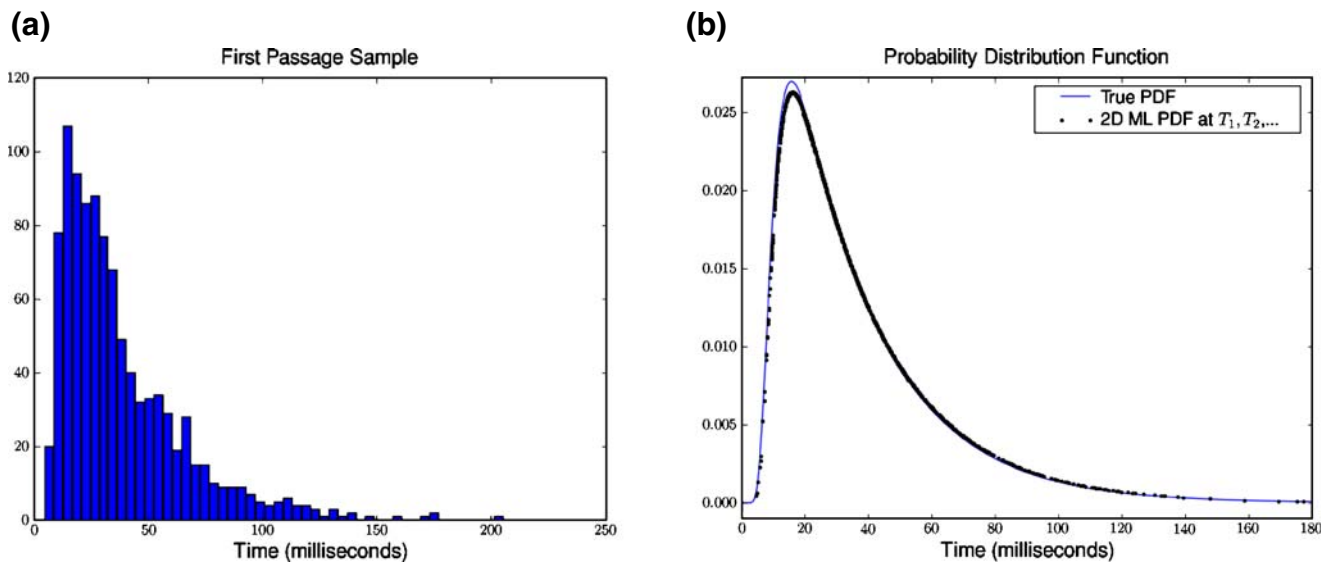 (a)
First Passage Sample
120
100
80
60
40
20
0
0 50 100 150 200 250
Time (milliseconds)
(b)
Probability Distribution Function
True PDF
2D ML PDF at T₁, T₂,...
0.025
0.020
0.015
0.010
0.005
0.000
0 20 40 60 80 100 120 140 160 180
Time (milliseconds)